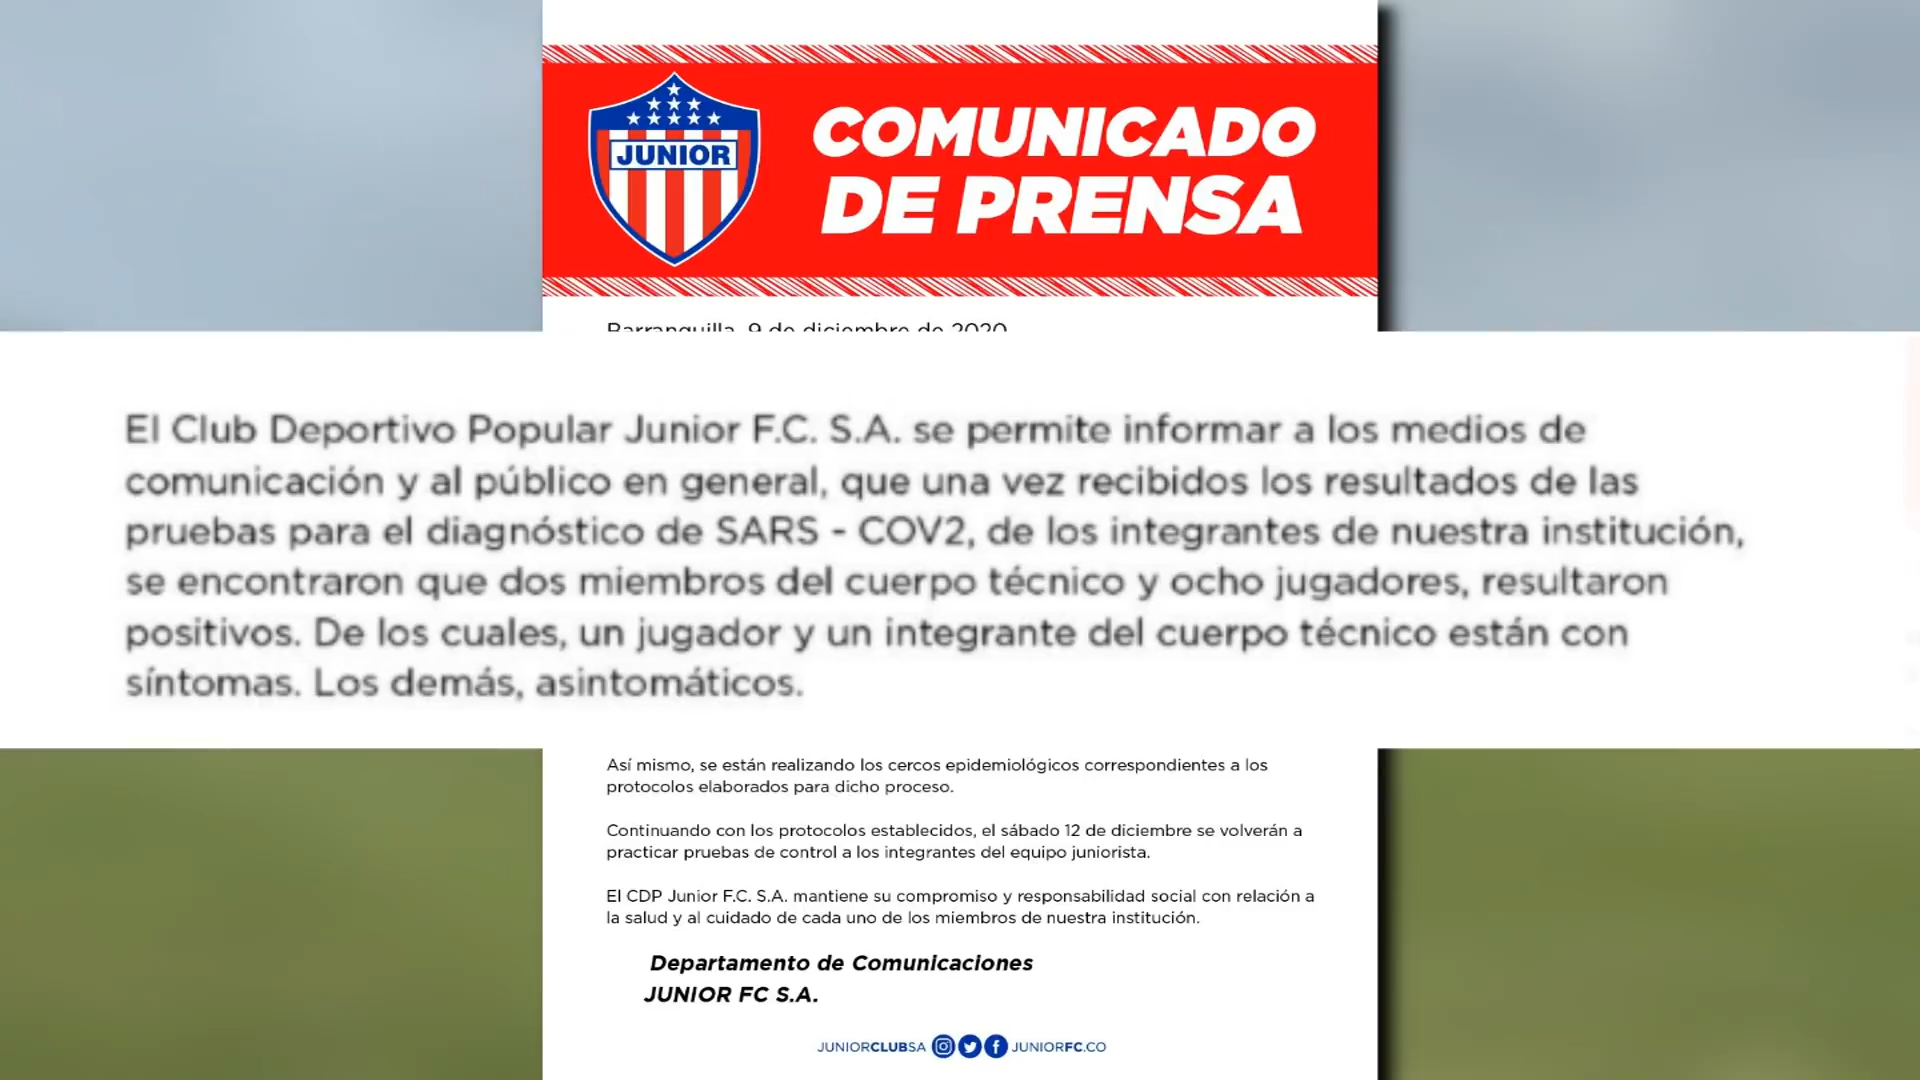 JUNIOR
COMUNICADO
DE PRENSA
Barranquilla, 9 de diciembre de 2020
El Club Deportivo Popular Junior F.C. S.A. se permite informar a los medios de
comunicación y al público en general, que una vez recibidos los resultados de las
pruebas para el diagnóstico de SARS - COV2, de los integrantes de nuestra institución,
se encontraron que dos miembros del cuerpo técnico y ocho jugadores, resultaron
positivos. De los cuales, un jugador y un integrante del cuerpo técnico están con
síntomas. Los demás, asintomáticos.
Así mismo, se están realizando los cercos epidemiológicos correspondientes a los
protocolos elaborados para dicho proceso.
Continuando con los protocolos establecidos, el sábado 12 de diciembre se volverán a
practicar pruebas de control a los integrantes del equipo juniorista.
El CDP Junior F.C. S.A. mantiene su compromiso y responsabilidad social con relación a
la salud y al cuidado de cada uno de los miembros de nuestra institución.
Departamento de Comunicaciones
JUNIOR FC S.A.
JUNIORCLUBSA JUNIORFC.CO